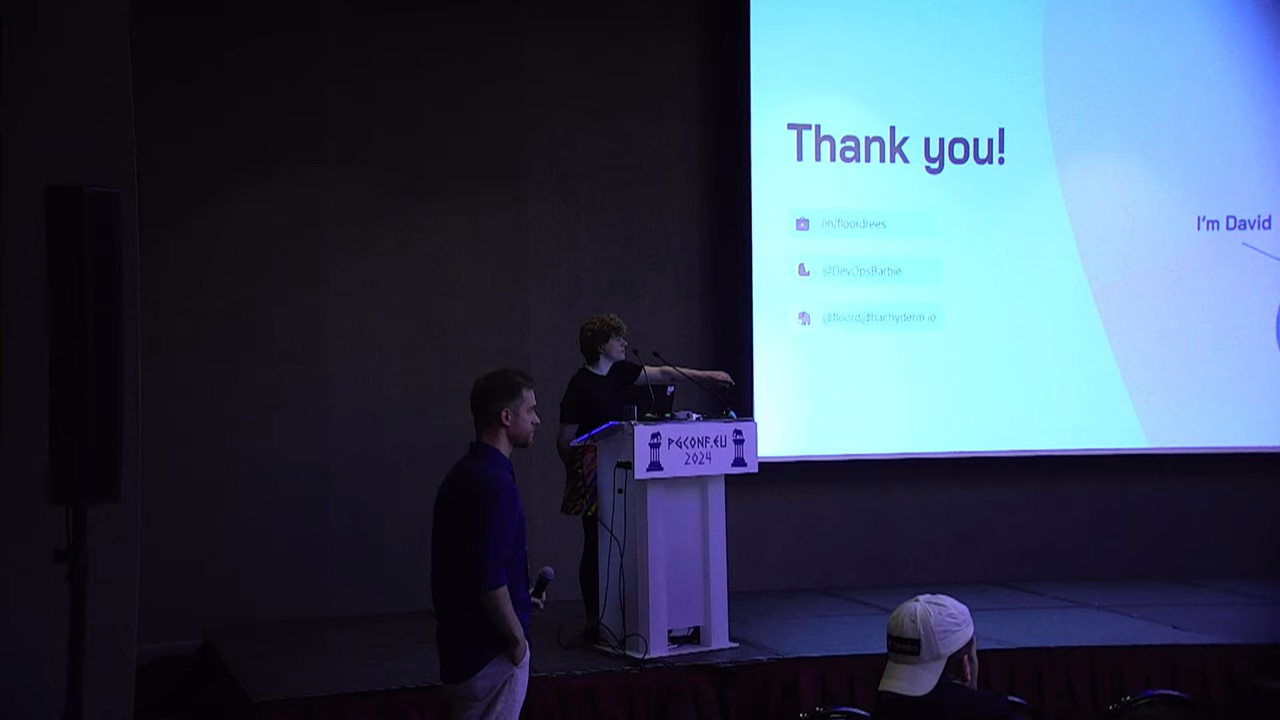 Thank you!
/in/floordrees
@DevOpsBarbie
@floord@hachyderm.io
I'm David
PGCONF.EU
2024